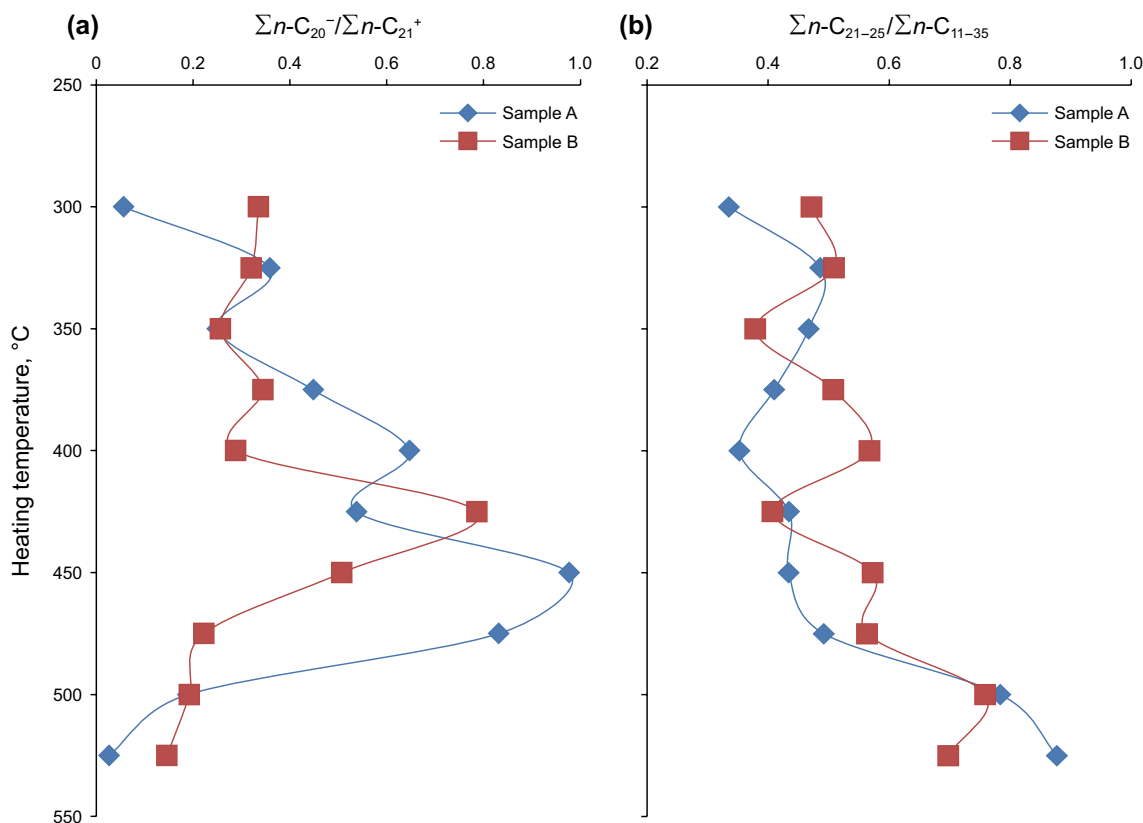 (a) ∑n-C₂₀⁻/∑n-C₂₁⁺
0 0.2 0.4 0.6 0.8 1.0
(b) ∑n-C₂₁₋₂₅/∑n-C₁₁₋₃₅
0.2 0.4 0.6 0.8 1.0
250
300
350
400
450
500
550
Heating temperature, °C
Sample A
Sample B
Sample A
Sample B